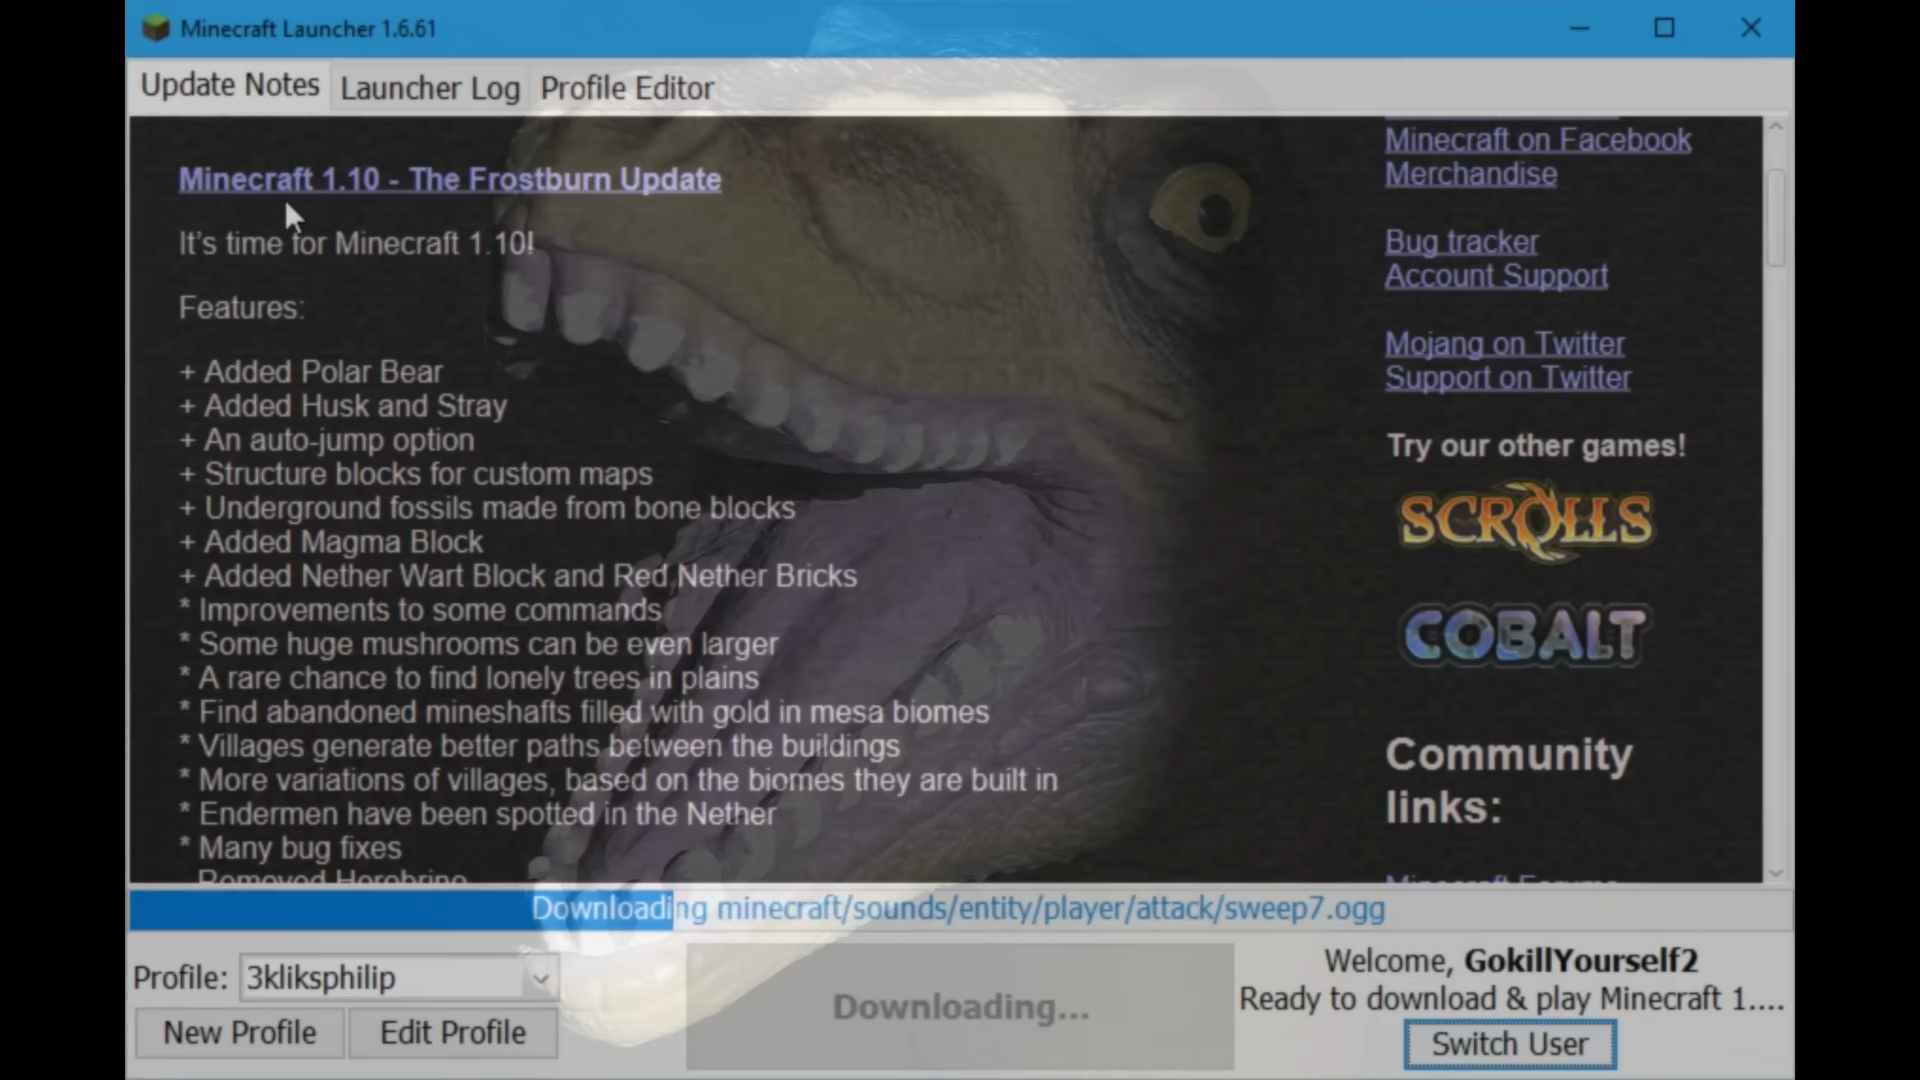 Minecraft Launcher 1.6.61
Update Notes Launcher Log Profile Editor
Minecraft 1.10 - The Frostburn Update
It's time for Minecraft 1.10!
Features:
+ Added Polar Bear
+ Added Husk and Stray
+ An auto-jump option
+ Structure blocks for custom maps
+ Underground fossils made from bone blocks
+ Added Magma Block
+ Added Nether Wart Block and Red Nether Bricks
* Improvements to some commands
* Some huge mushrooms can be even larger
* A rare chance to find lonely trees in plains
* Find abandoned mineshafts filled with gold in mesa biomes
* Villages generate better paths between the buildings
* More variations of villages, based on the biomes they are built in
* Endermen have been spotted in the Nether
* Many bug fixes
Removed Herobrine
Minecraft on Facebook
Merchandise
Bug tracker
Account Support
Mojang on Twitter
Support on Twitter
Try our other games!
SCROLLS
COBALT
Community
links:
Minecraft Forums
Downloading minecraft/sounds/entity/player/attack/sweep7.ogg
Profile: 3kliksphilip
New Profile Edit Profile
Downloading...
Welcome, GokillYourself2
Ready to download & play Minecraft 1....
Switch User